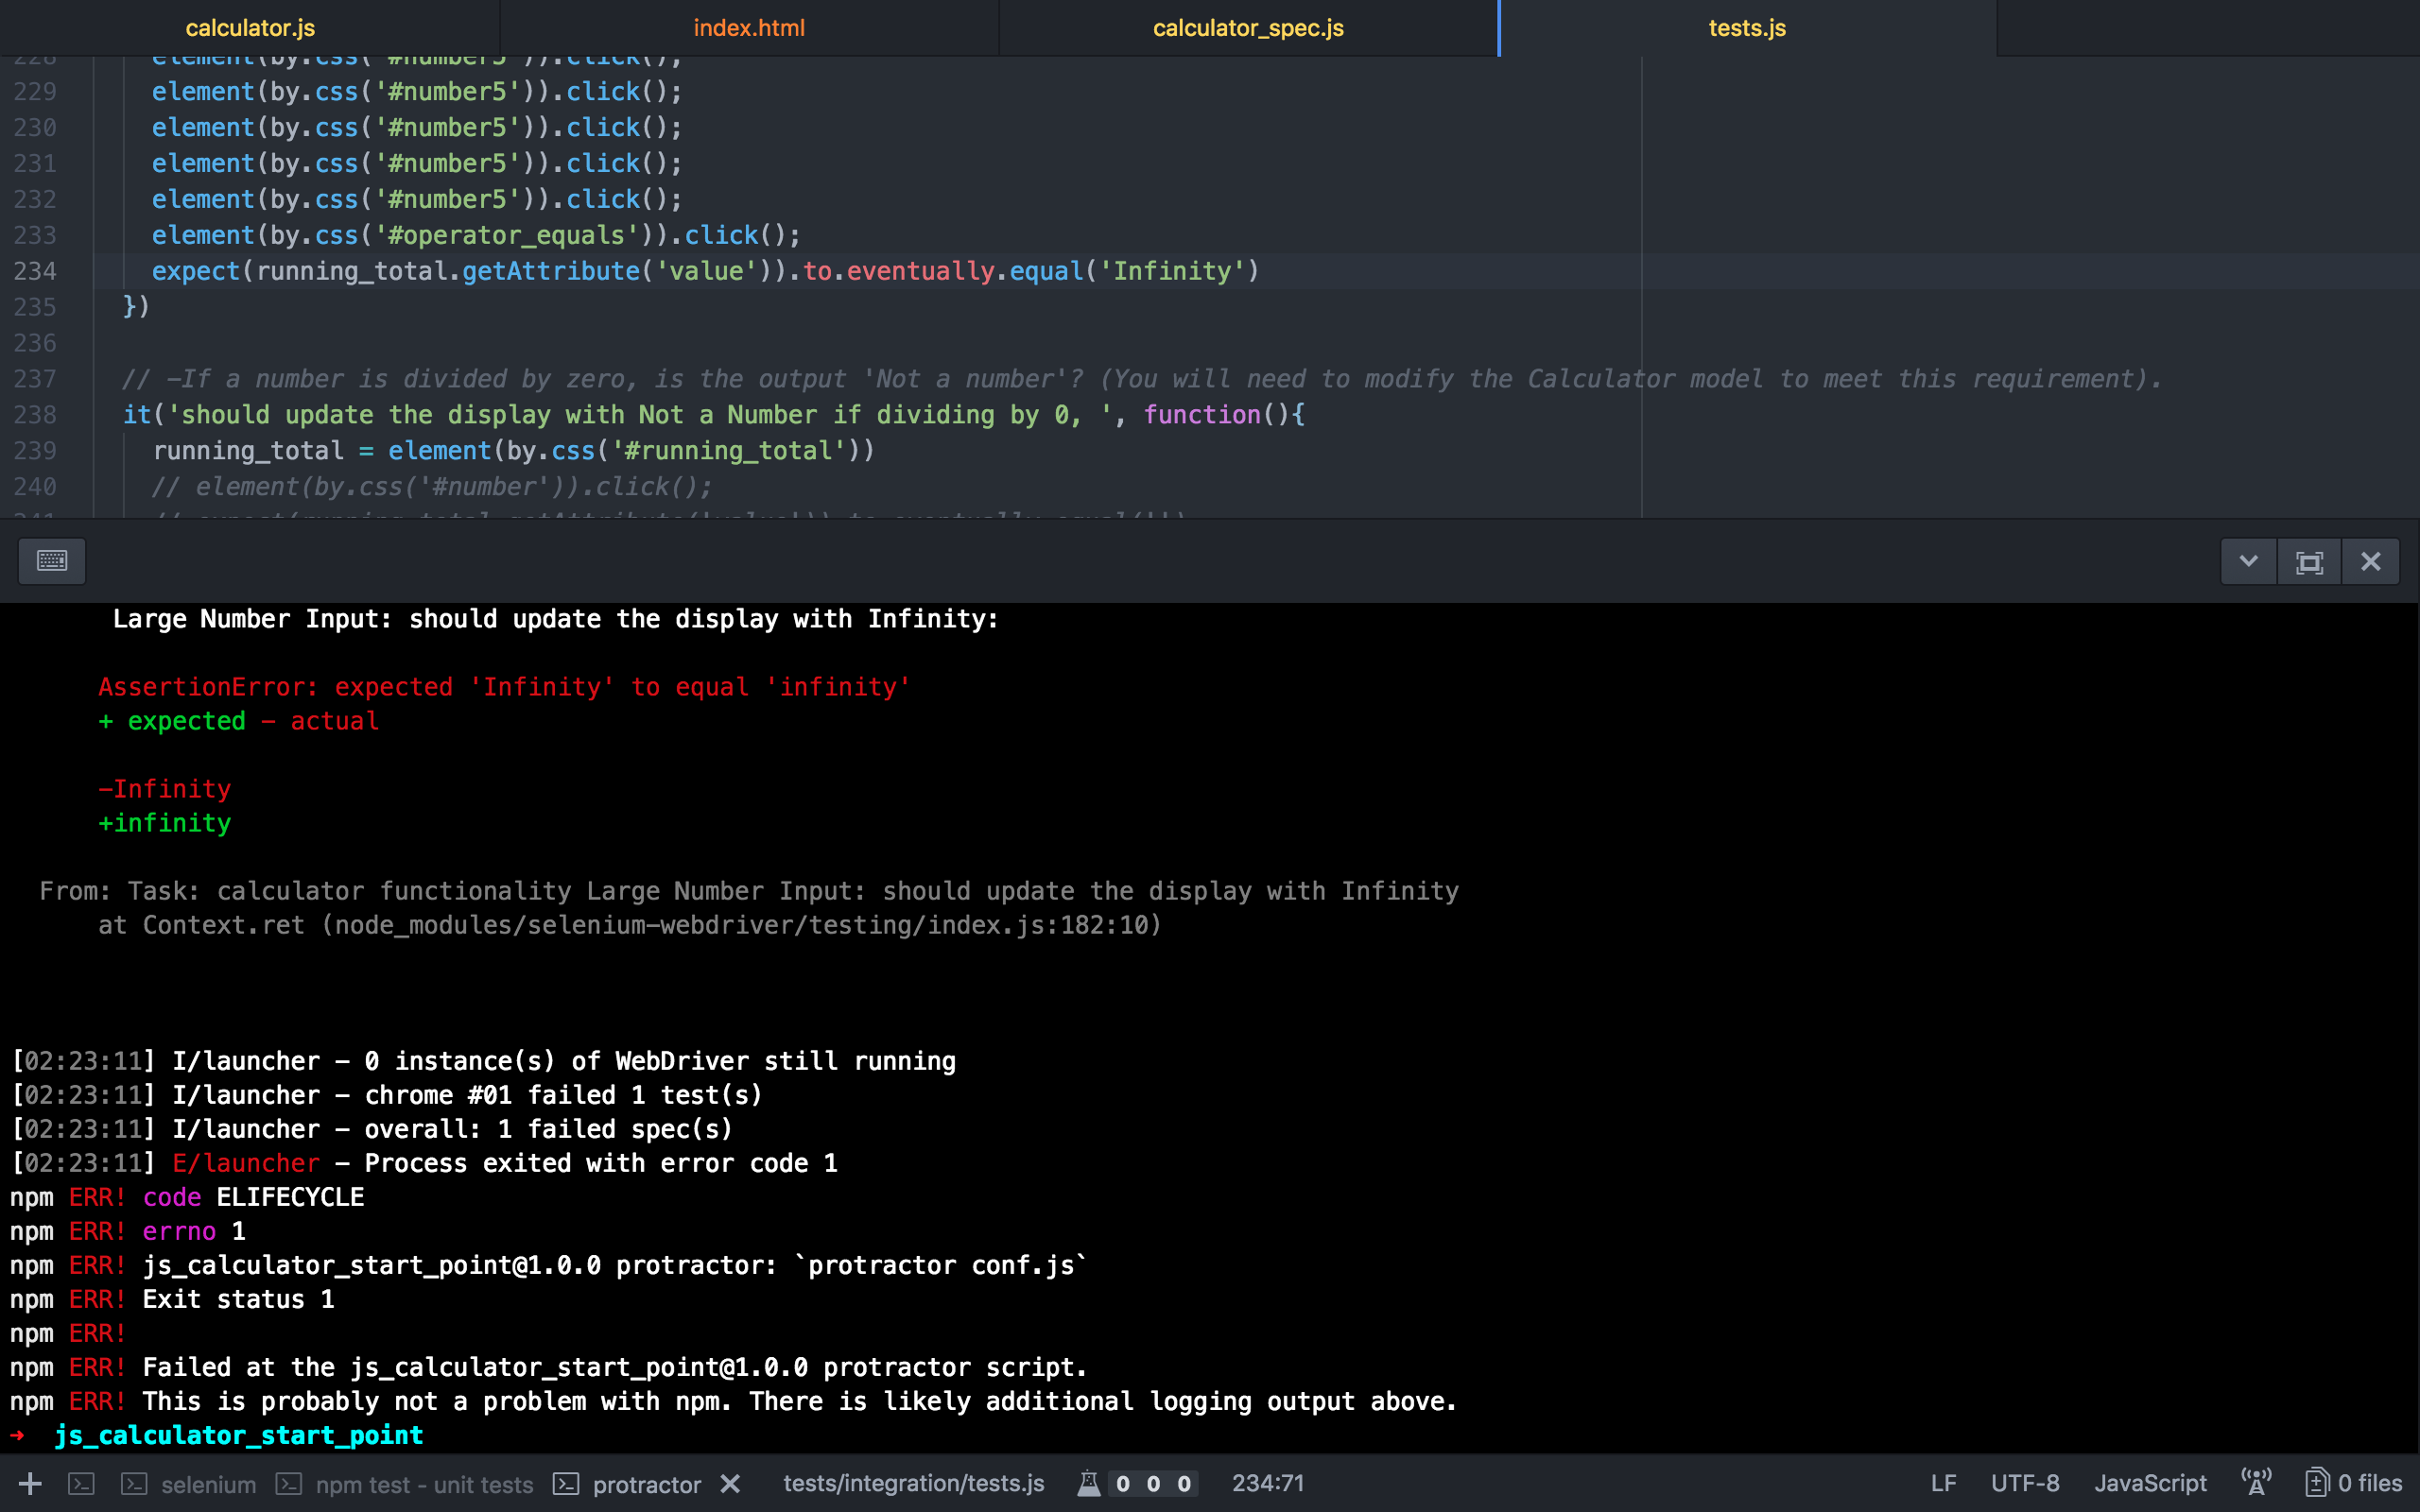 calculator.js
index.html
calculator_spec.js
tests.js
228 element(by.css('#number5')).click();
229 element(by.css('#number5')).click();
230 element(by.css('#number5')).click();
231 element(by.css('#number5')).click();
232 element(by.css('#number5')).click();
233 element(by.css('#operator_equals')).click();
234 expect(running_total.getAttribute('value')).to.eventually.equal('Infinity')
235 })
236
237 // -If a number is divided by zero, is the output 'Not a number'? (You will need to modify the Calculator model to meet this requirement).
238 it('should update the display with Not a Number if dividing by 0, ', function(){
239 running_total = element(by.css('#running_total'))
240 // element(by.css('#number')).click();
241 // expect(running_total.getAttribute('value')).to.eventually.equal('')
Large Number Input: should update the display with Infinity:
AssertionError: expected 'Infinity' to equal 'infinity'
+ expected - actual
-Infinity
+infinity
From: Task: calculator functionality Large Number Input: should update the display with Infinity
at Context.ret (node_modules/selenium-webdriver/testing/index.js:182:10)
[02:23:11] I/launcher - 0 instance(s) of WebDriver still running
[02:23:11] I/launcher - chrome #01 failed 1 test(s)
[02:23:11] I/launcher - overall: 1 failed spec(s)
[02:23:11] E/launcher - Process exited with error code 1
npm ERR! code ELIFECYCLE
npm ERR! errno 1
npm ERR! js_calculator_start_point@1.0.0 protractor: `protractor conf.js`
npm ERR! Exit status 1
npm ERR!
npm ERR! Failed at the js_calculator_start_point@1.0.0 protractor script.
npm ERR! This is probably not a problem with npm. There is likely additional logging output above.
➜ js_calculator_start_point
selenium npm test - unit tests protractor tests/integration/tests.js 0 0 0 234:71 LF UTF-8 JavaScript 0 files